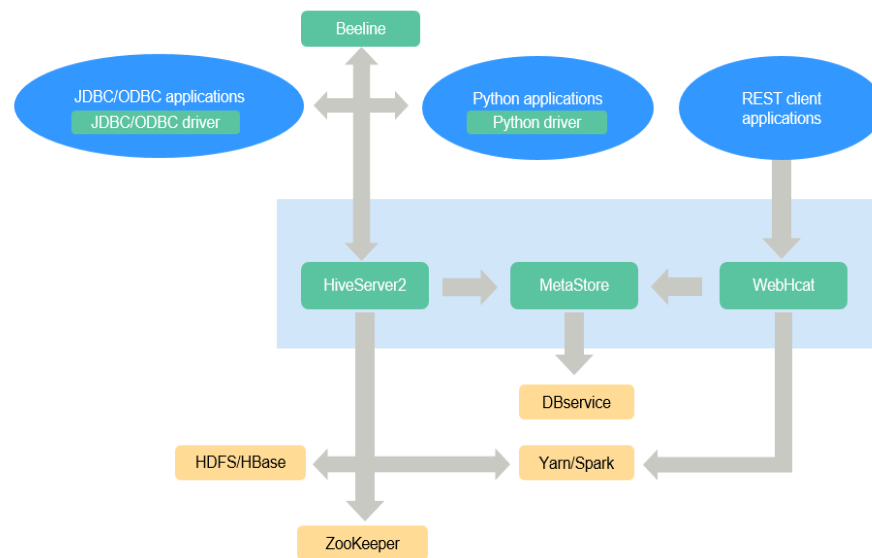 Beeline
JDBC/ODBC applications
JDBC/ODBC driver
Python applications
Python driver
REST client
applications
HiveServer2
MetaStore
WebHcat
DBservice
HDFS/HBase
Yarn/Spark
ZooKeeper